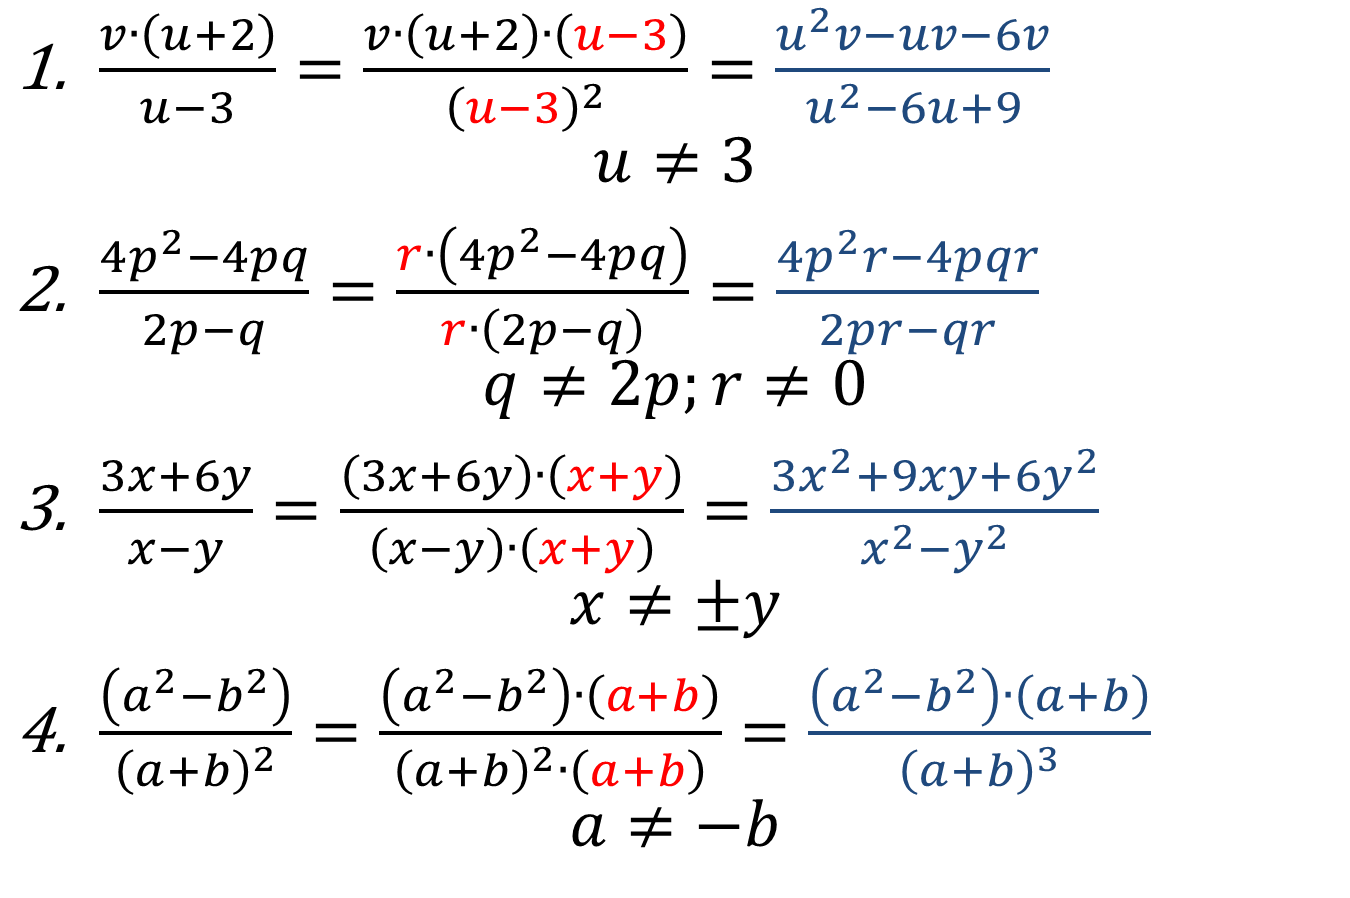 1. v·(u+2)/u−3 = v·(u+2)·(u−3)/(u−3)² = u²v−uv−6v/u²−6u+9
u ≠ 3
2. 4p²−4pq/2p−q = r·(4p²−4pq)/r·(2p−q) = 4p²r−4pqr/2pr−qr
q ≠ 2p; r ≠ 0
3. 3x+6y/x−y = (3x+6y)·(x+y)/(x−y)·(x+y) = 3x²+9xy+6y²/x²−y²
x ≠ ±y
4. (a²−b²)/(a+b)² = (a²−b²)·(a+b)/(a+b)²·(a+b) = (a²−b²)·(a+b)/(a+b)³
a ≠ −b